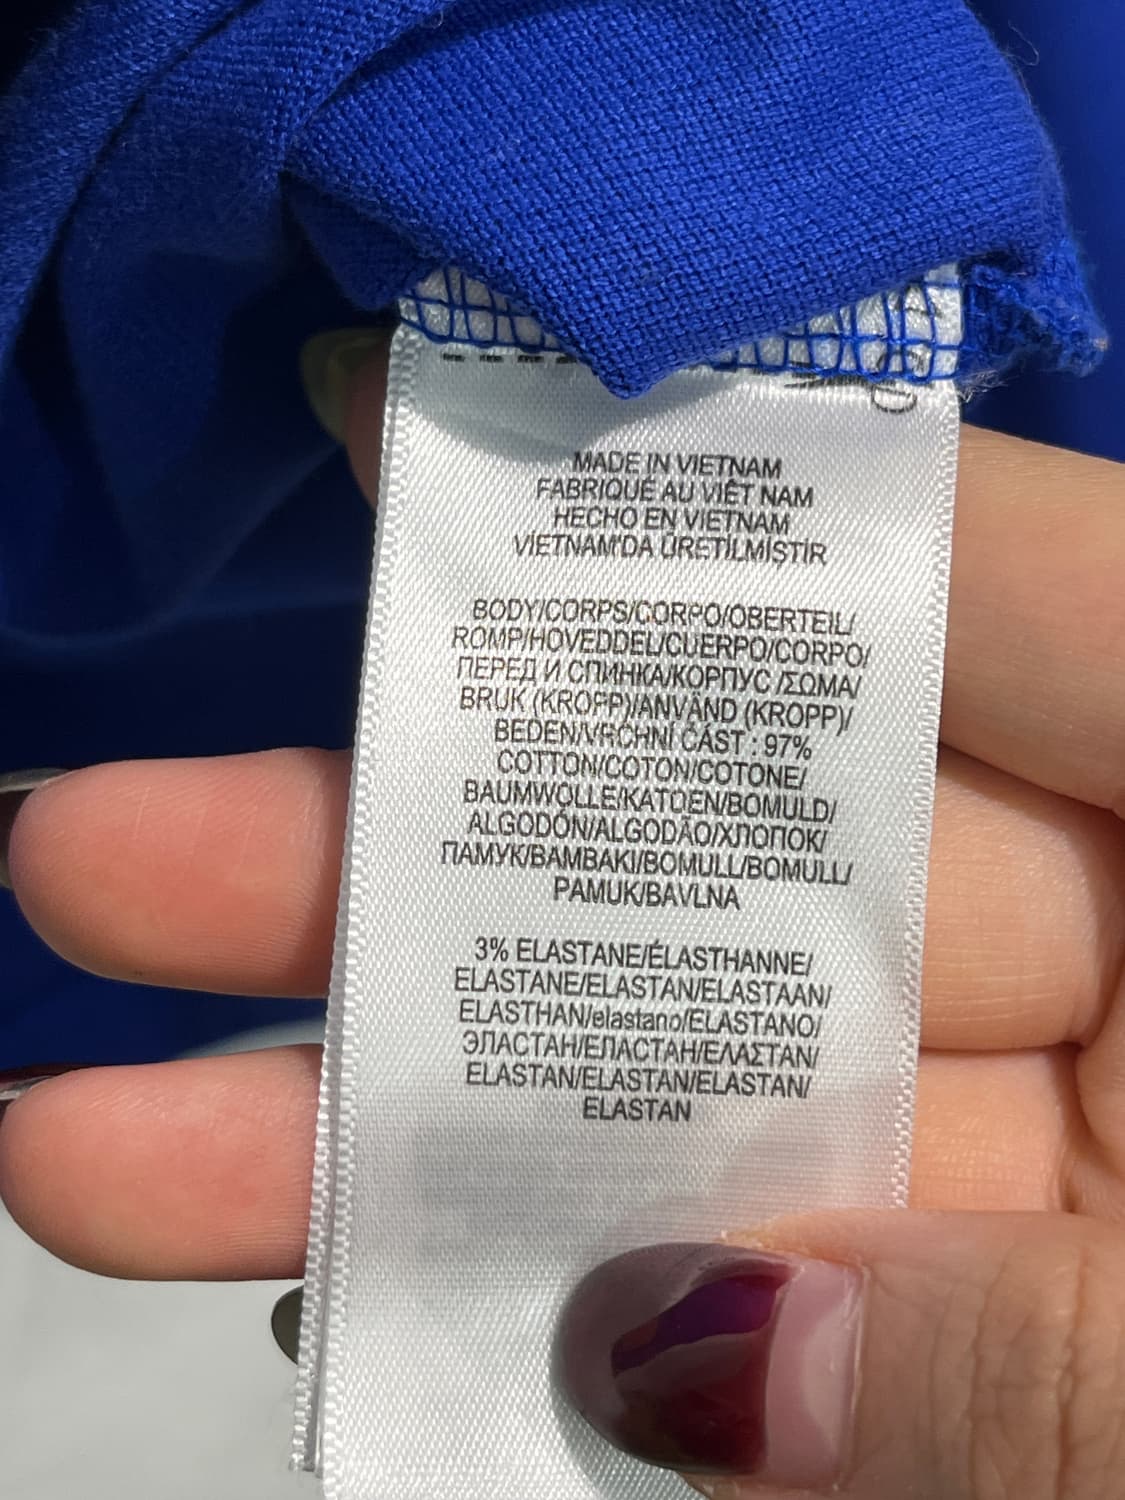 MADE IN VIETNAM
FABRIQUÉ AU VIÊT NAM
HECHO EN VIETNAM
VİETNAM'DA ÜRETİLMİŞTİR
BODY/CORPS/CORPO/OBERTEIL/
ROMP/HOVEDDEL/CUERPO/CORPO/
ПЕРЕД И СПИНКА/КОРПУС /ΣΩΜΑ/
BRUK (KROPP)/ANVÄND (KROPP)/
BEDEN/VRCHNÍ ČÁST : 97%
COTTON/COTON/COTONE/
BAUMWOLLE/KATOEN/BOMULD/
ALGODÓN/ALGODÃO/ХЛОПОК/
ПАМУК/ΒΑΜΒΑΚΙ/BOMULL/BOMULL/
PAMUK/BAVLNA
3% ELASTANE/ÉLASTHANNE/
ELASTANE/ELASTAN/ELASTAAN/
ELASTHAN/elastano/ELASTANO/
ЭЛАСТАН/ЕЛАСТАН/ΕΛΑΣΤΑΝ/
ELASTAN/ELASTAN/ELASTAN/
ELASTAN